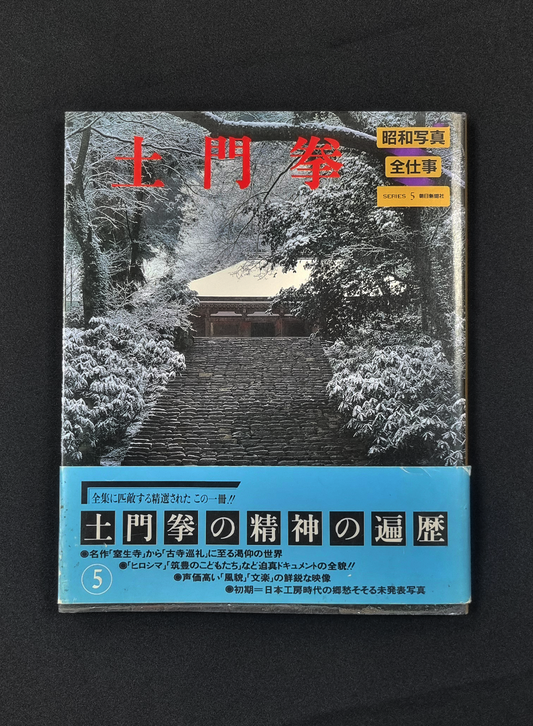 土門拳
昭和写真
全仕事
SERIES 5 朝日新聞社
全集に匹敵する精選された この一冊!!
土門拳の精神の遍歴
●名作「室生寺」から「古寺巡礼」に至る渇仰の世界
●「ヒロシマ」「筑豊のこどもたち」など迫真ドキュメントの全貌!!
●声価高い「風貌」「文楽」の鮮鋭な映像
●初期＝日本工房時代の郷愁そそる未発表写真
5